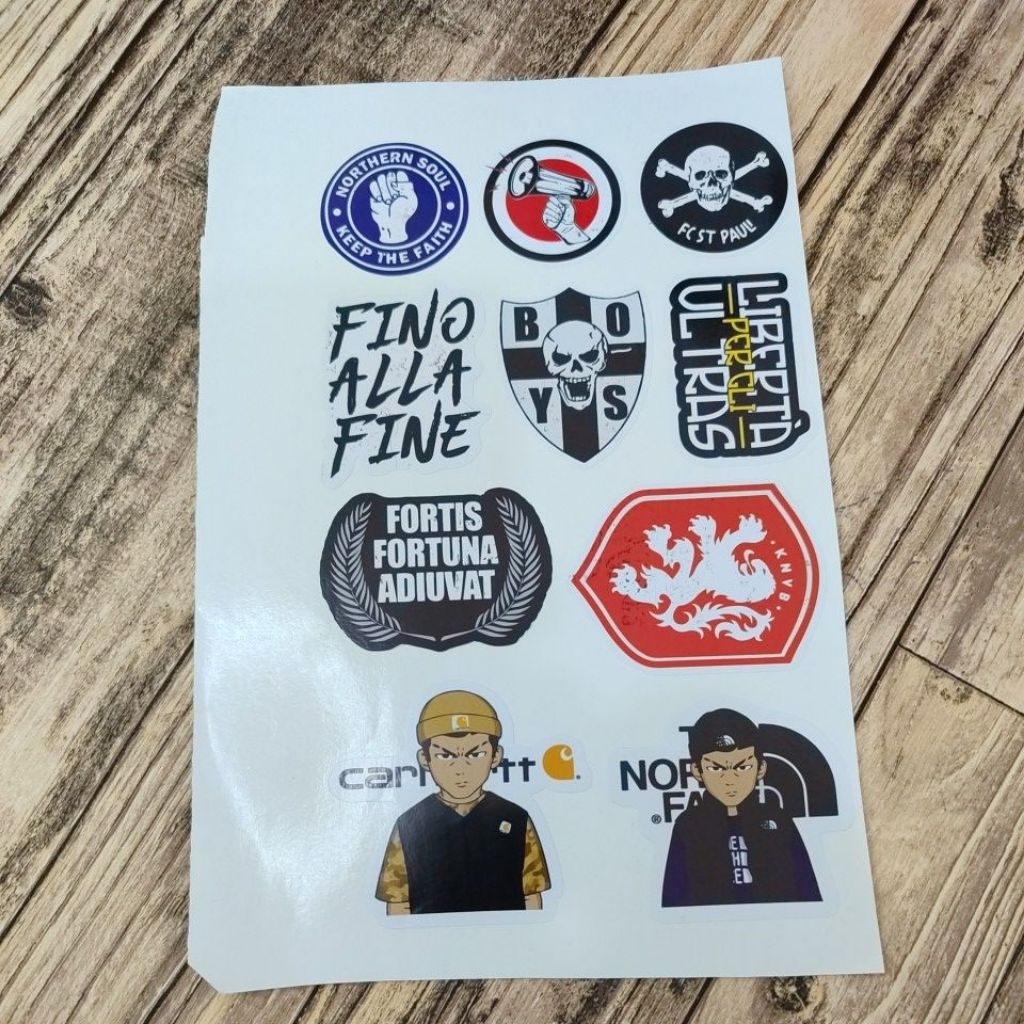 NORTHERN SOUL
KEEP THE FAITH
FC ST PAULI
FINO
ALLA
FINE
B O
Y S
LIBERTÀ
PER GLI
ULTRAS
FORTIS
FORTUNA
ADIUVAT
· KNVB ·
NOR
®